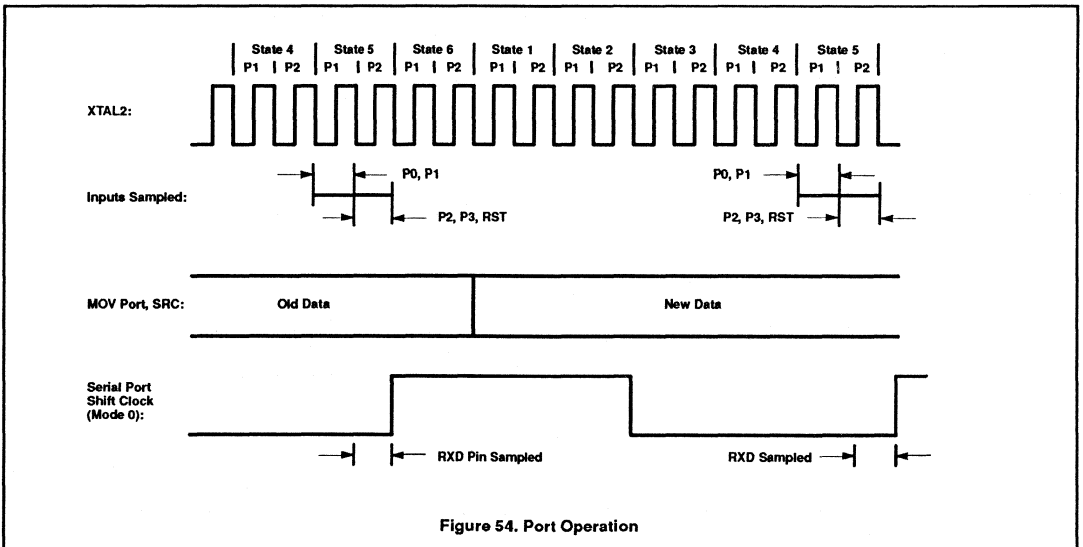 State 4 State 5 State 6 State 1 State 2 State 3 State 4 State 5
P1 P2 P1 P2 P1 P2 P1 P2 P1 P2 P1 P2 P1 P2 P1 P2
XTAL2:
P0, P1 P0, P1
Inputs Sampled:
P2, P3, RST P2, P3, RST
MOV Port, SRC: Old Data New Data
Serial Port
Shift Clock
(Mode 0):
RXD Pin Sampled RXD Sampled
Figure 54. Port Operation